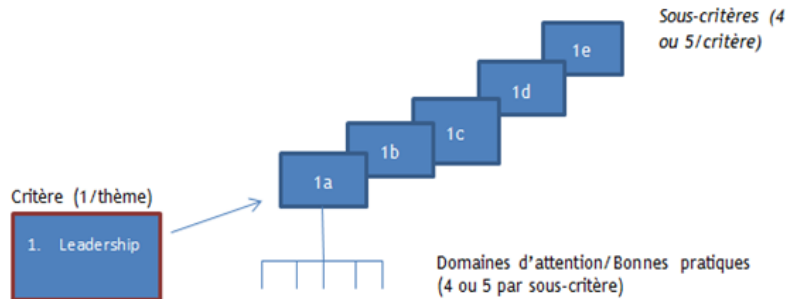 Sous-critères (4
ou 5/critère)
1e
1d
1c
1b
1a
Critère (1/thème)
1. Leadership
Domaines d'attention/Bonnes pratiques
(4 ou 5 par sous-critère)